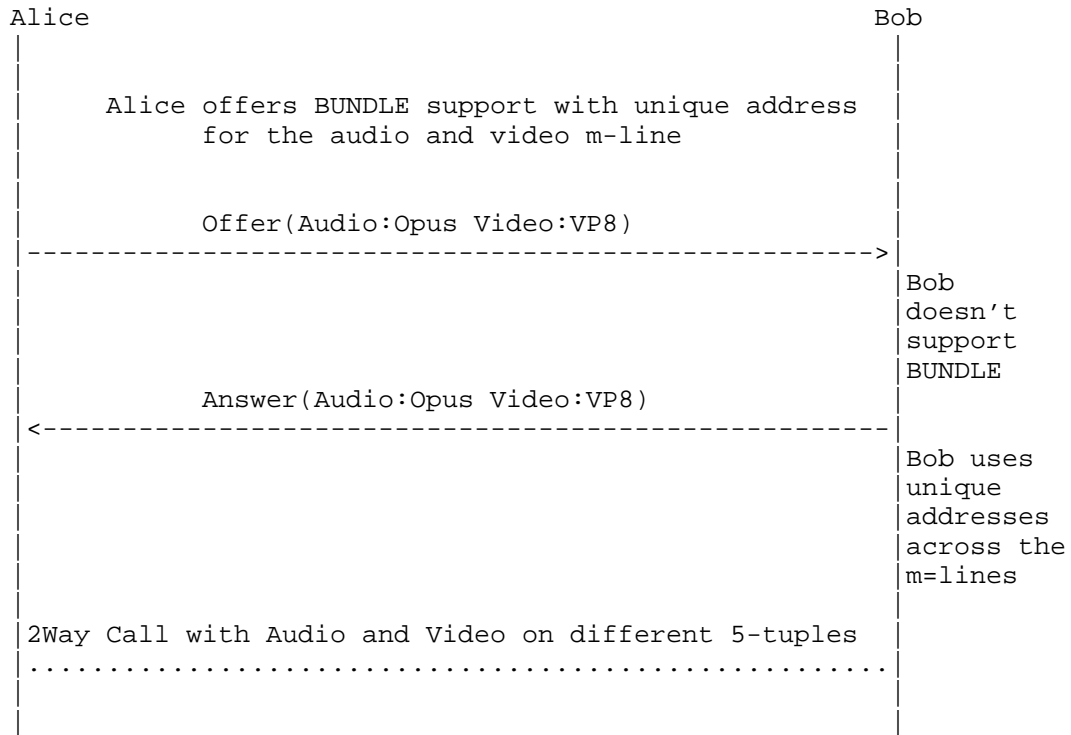 Alice Bob
Alice offers BUNDLE support with unique address
for the audio and video m-line
Offer(Audio:Opus Video:VP8)
Bob
doesn't
support
BUNDLE
Answer(Audio:Opus Video:VP8)
Bob uses
unique
addresses
across the
m=lines
2Way Call with Audio and Video on different 5-tuples